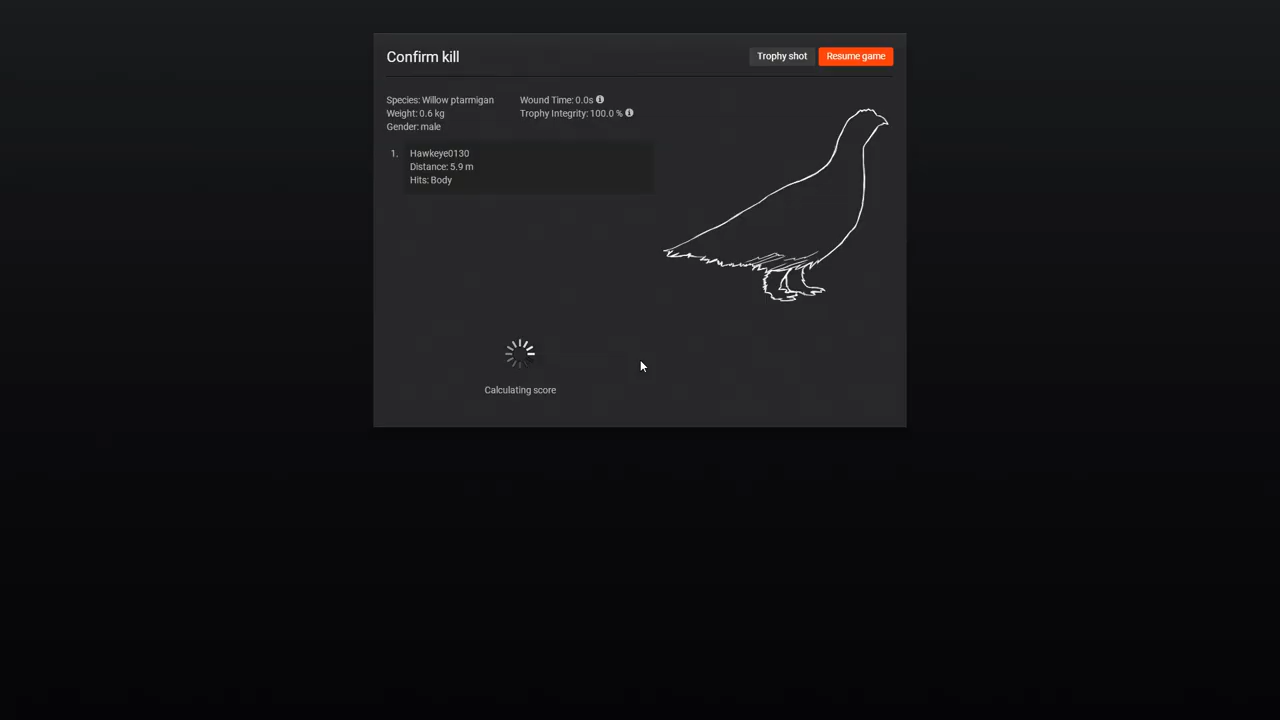 Confirm kill
Trophy shot
Resume game
Species: Willow ptarmigan
Weight: 0.6 kg
Gender: male
Wound Time: 0.0s
Trophy Integrity: 100.0 %
1.
Hawkeye0130
Distance: 5.9 m
Hits: Body
Calculating score